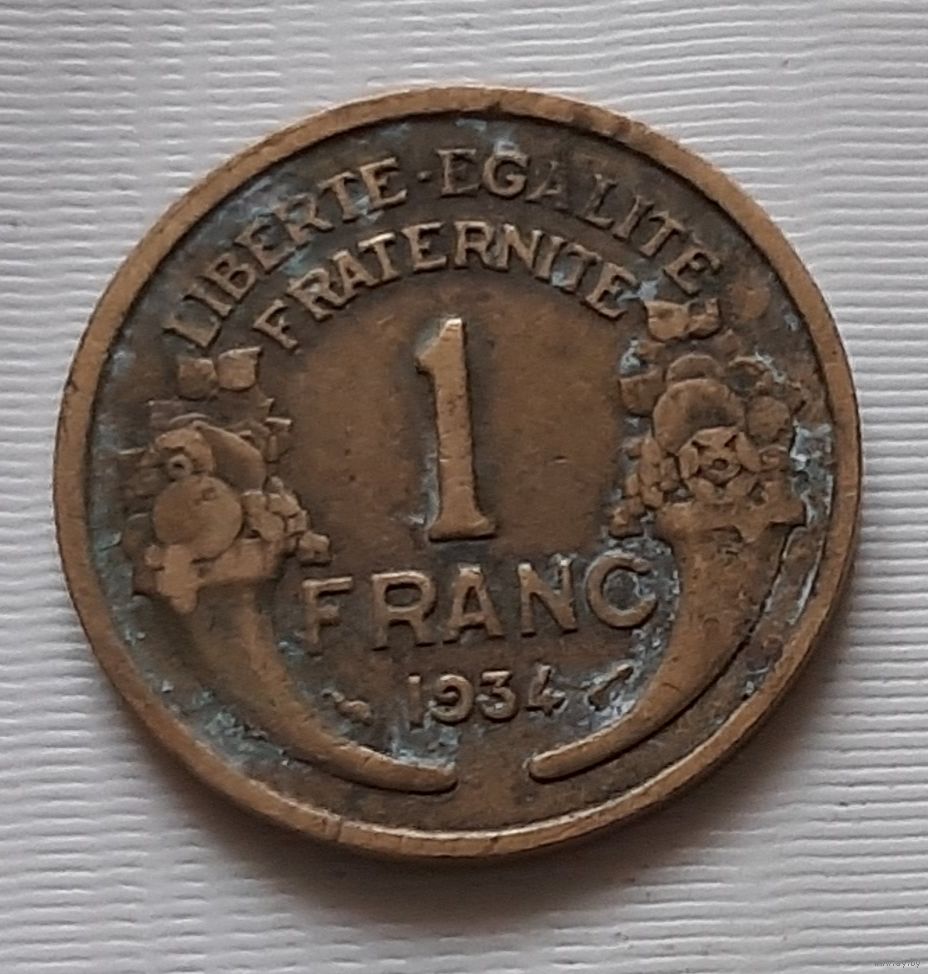 LIBERTE·EGALITE
FRATERNITE
1
FRANC
1934